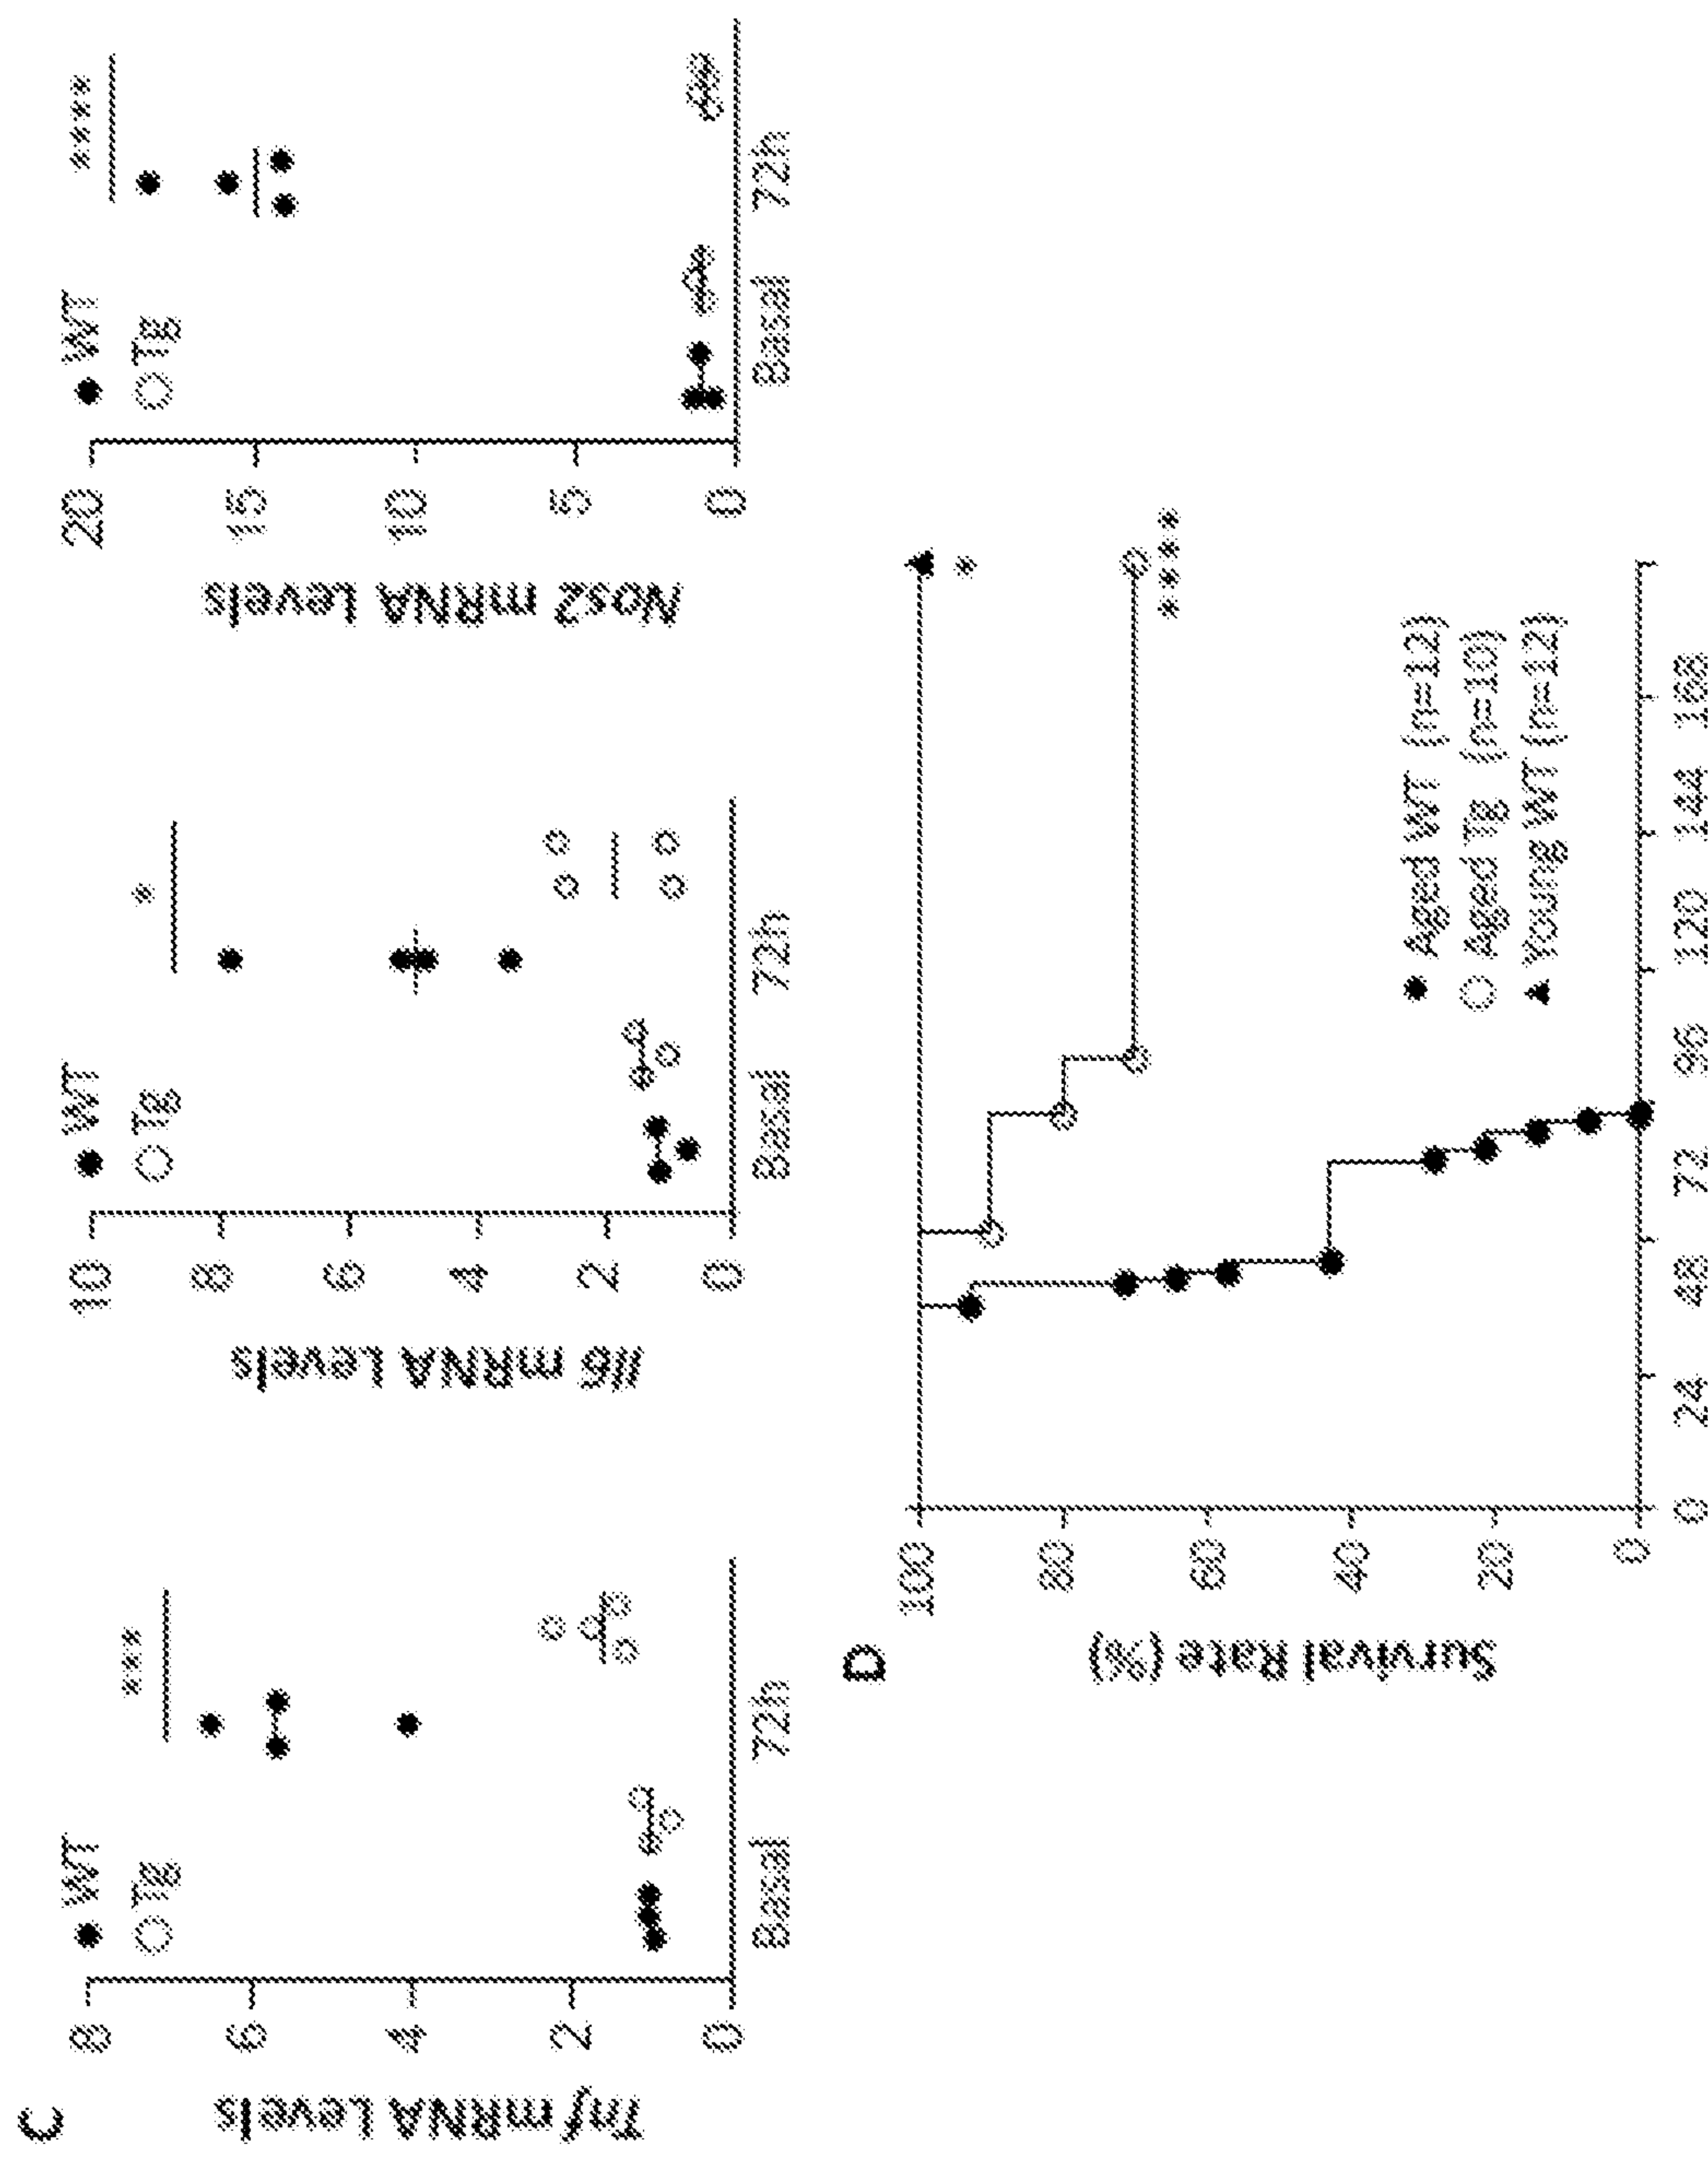 C
Tnf mRNA Levels
8
6
4
2
0
● WT
○ Tg
***
Basal
72h
Il6 mRNA Levels
10
8
6
4
2
0
● WT
○ Tg
*
Basal
72h
Nos2 mRNA Levels
20
15
10
5
0
● WT
○ Tg
****
Basal
72h
D
Survival Rate (%)
100
80
60
40
20
0
*
****
● Aged WT (n=12)
○ Aged Tg (n=10)
▲ Young WT (n=12)
0 24 48 72 96 120 144 168